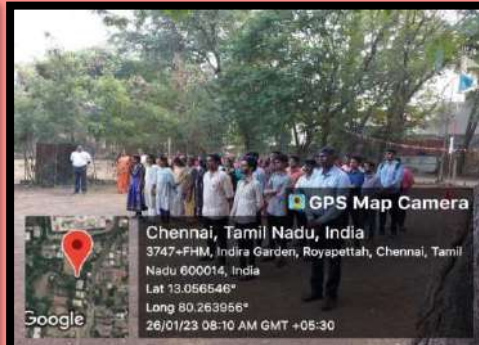 GPS Map Camera
Chennai, Tamil Nadu, India
3747+FHM, Indira Garden, Royapettah, Chennai, Tamil
Nadu 600014, India
Lat 13.056546°
Long 80.263956°
26/01/23 08:10 AM GMT +05:30
Google